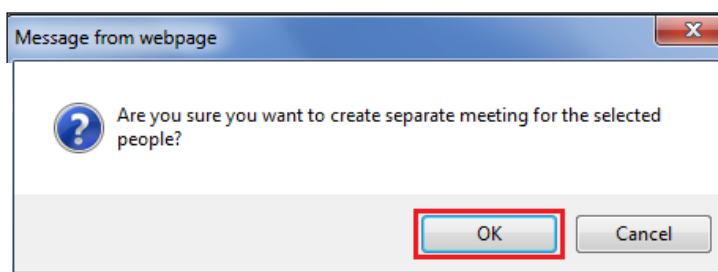 Message from webpage
Are you sure you want to create separate meeting for the selected
people?
OK
Cancel